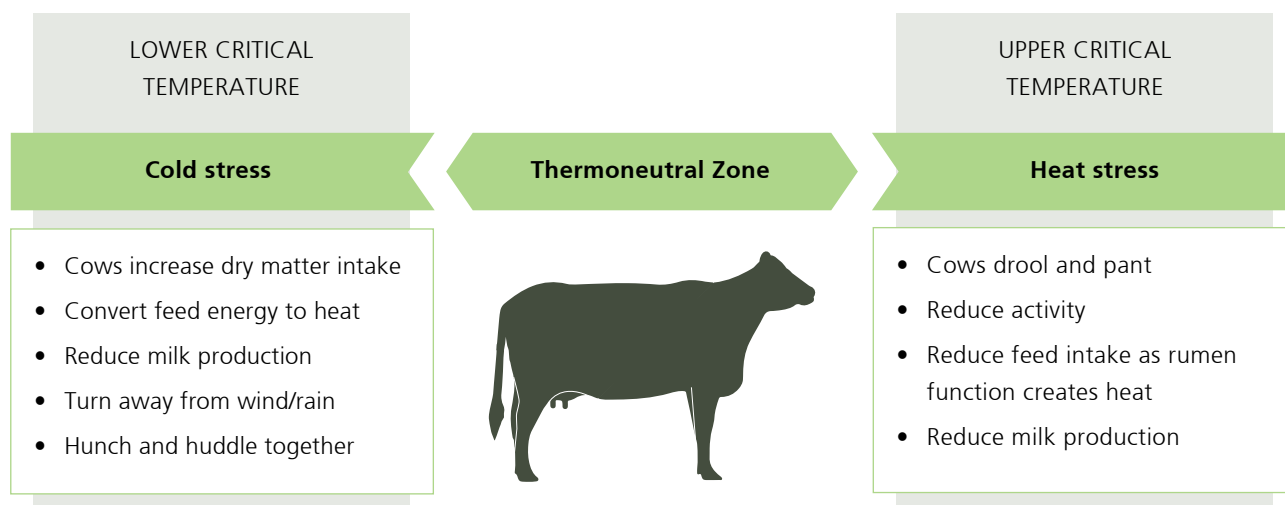 LOWER CRITICAL
TEMPERATURE
UPPER CRITICAL
TEMPERATURE
Cold stress
Thermoneutral Zone
Heat stress
• Cows increase dry matter intake
• Convert feed energy to heat
• Reduce milk production
• Turn away from wind/rain
• Hunch and huddle together
• Cows drool and pant
• Reduce activity
• Reduce feed intake as rumen
function creates heat
• Reduce milk production